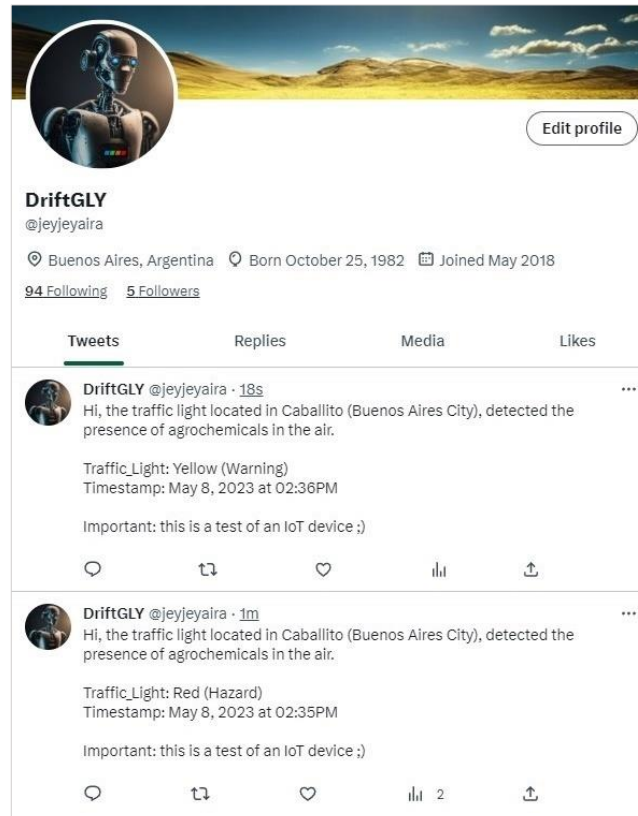 Edit profile
DriftGLY
@jeyjeyaira
Buenos Aires, Argentina Born October 25, 1982 Joined May 2018
94 Following 5 Followers
Tweets Replies Media Likes
DriftGLY @jeyjeyaira · 18s
Hi, the traffic light located in Caballito (Buenos Aires City), detected the
presence of agrochemicals in the air.
Traffic_Light: Yellow (Warning)
Timestamp: May 8, 2023 at 02:36PM
Important: this is a test of an IoT device ;)
DriftGLY @jeyjeyaira · 1m
Hi, the traffic light located in Caballito (Buenos Aires City), detected the
presence of agrochemicals in the air.
Traffic_Light: Red (Hazard)
Timestamp: May 8, 2023 at 02:35PM
Important: this is a test of an IoT device ;)
2